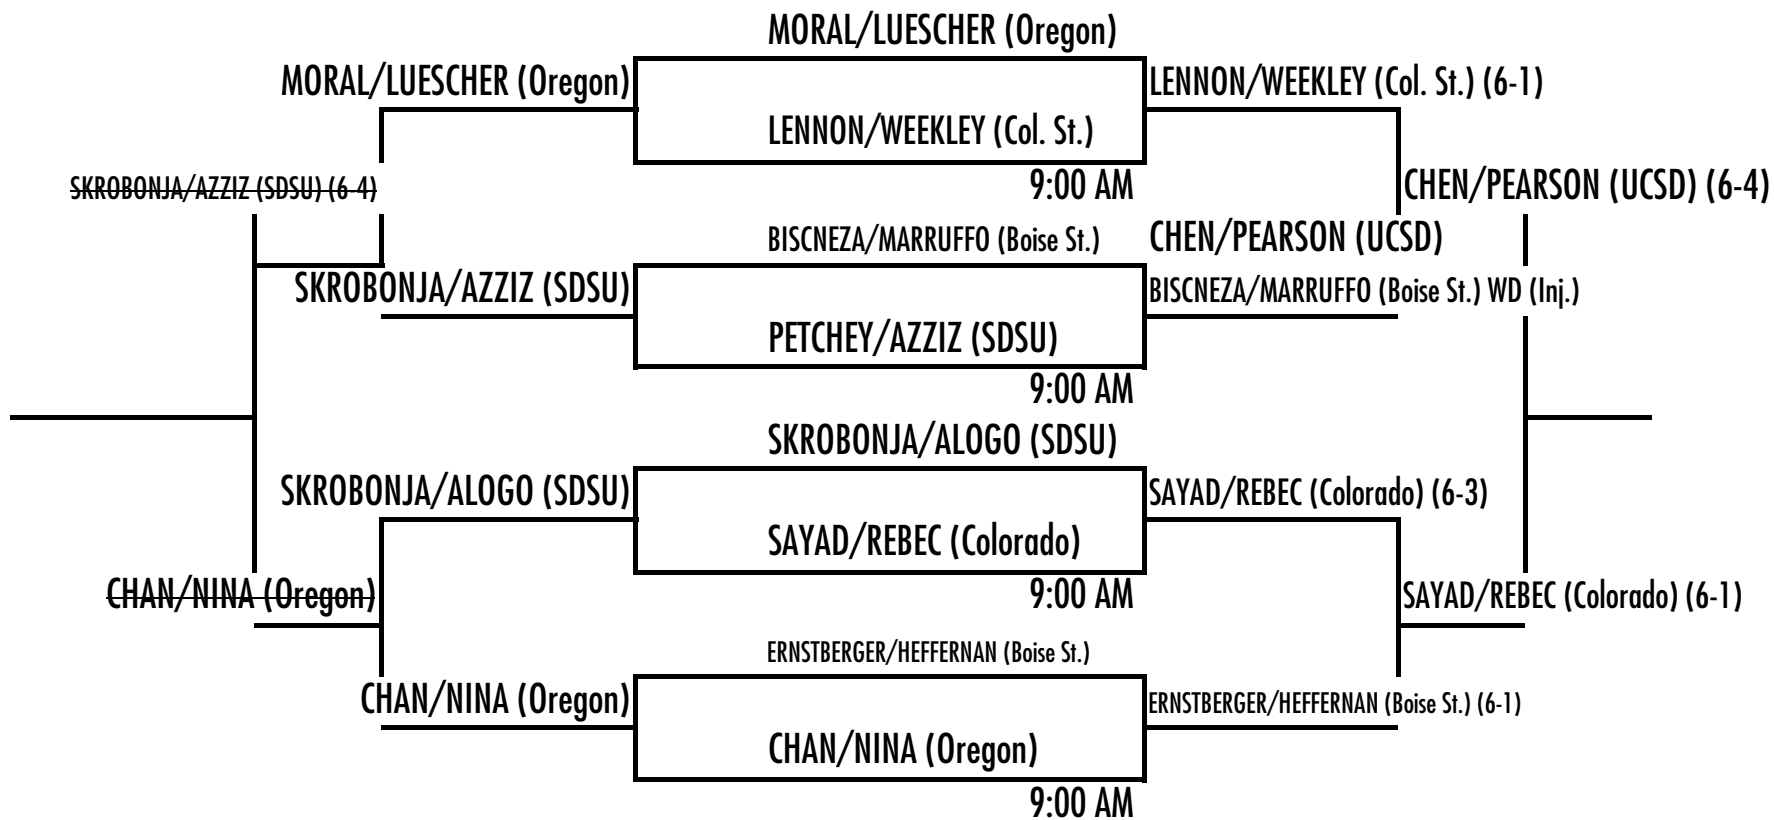 MORAL/LUESCHER (Oregon)
MORAL/LUESCHER (Oregon)
LENNON/WEEKLEY (Col. St.) (6-1)
LENNON/WEEKLEY (Col. St.)
SKROBONJA/AZZIZ (SDSU) (6-4)
9:00 AM
CHEN/PEARSON (UCSD) (6-4)
BISCNEZA/MARRUFFO (Boise St.)
CHEN/PEARSON (UCSD)
SKROBONJA/AZZIZ (SDSU)
BISCNEZA/MARRUFFO (Boise St.) WD (Inj.)
PETCHEY/AZZIZ (SDSU)
9:00 AM
SKROBONJA/ALOGO (SDSU)
SKROBONJA/ALOGO (SDSU)
SAYAD/REBEC (Colorado) (6-3)
SAYAD/REBEC (Colorado)
CHAN/NINA (Oregon)
9:00 AM
SAYAD/REBEC (Colorado) (6-1)
ERNSTBERGER/HEFFERNAN (Boise St.)
CHAN/NINA (Oregon)
ERNSTBERGER/HEFFERNAN (Boise St.) (6-1)
CHAN/NINA (Oregon)
9:00 AM